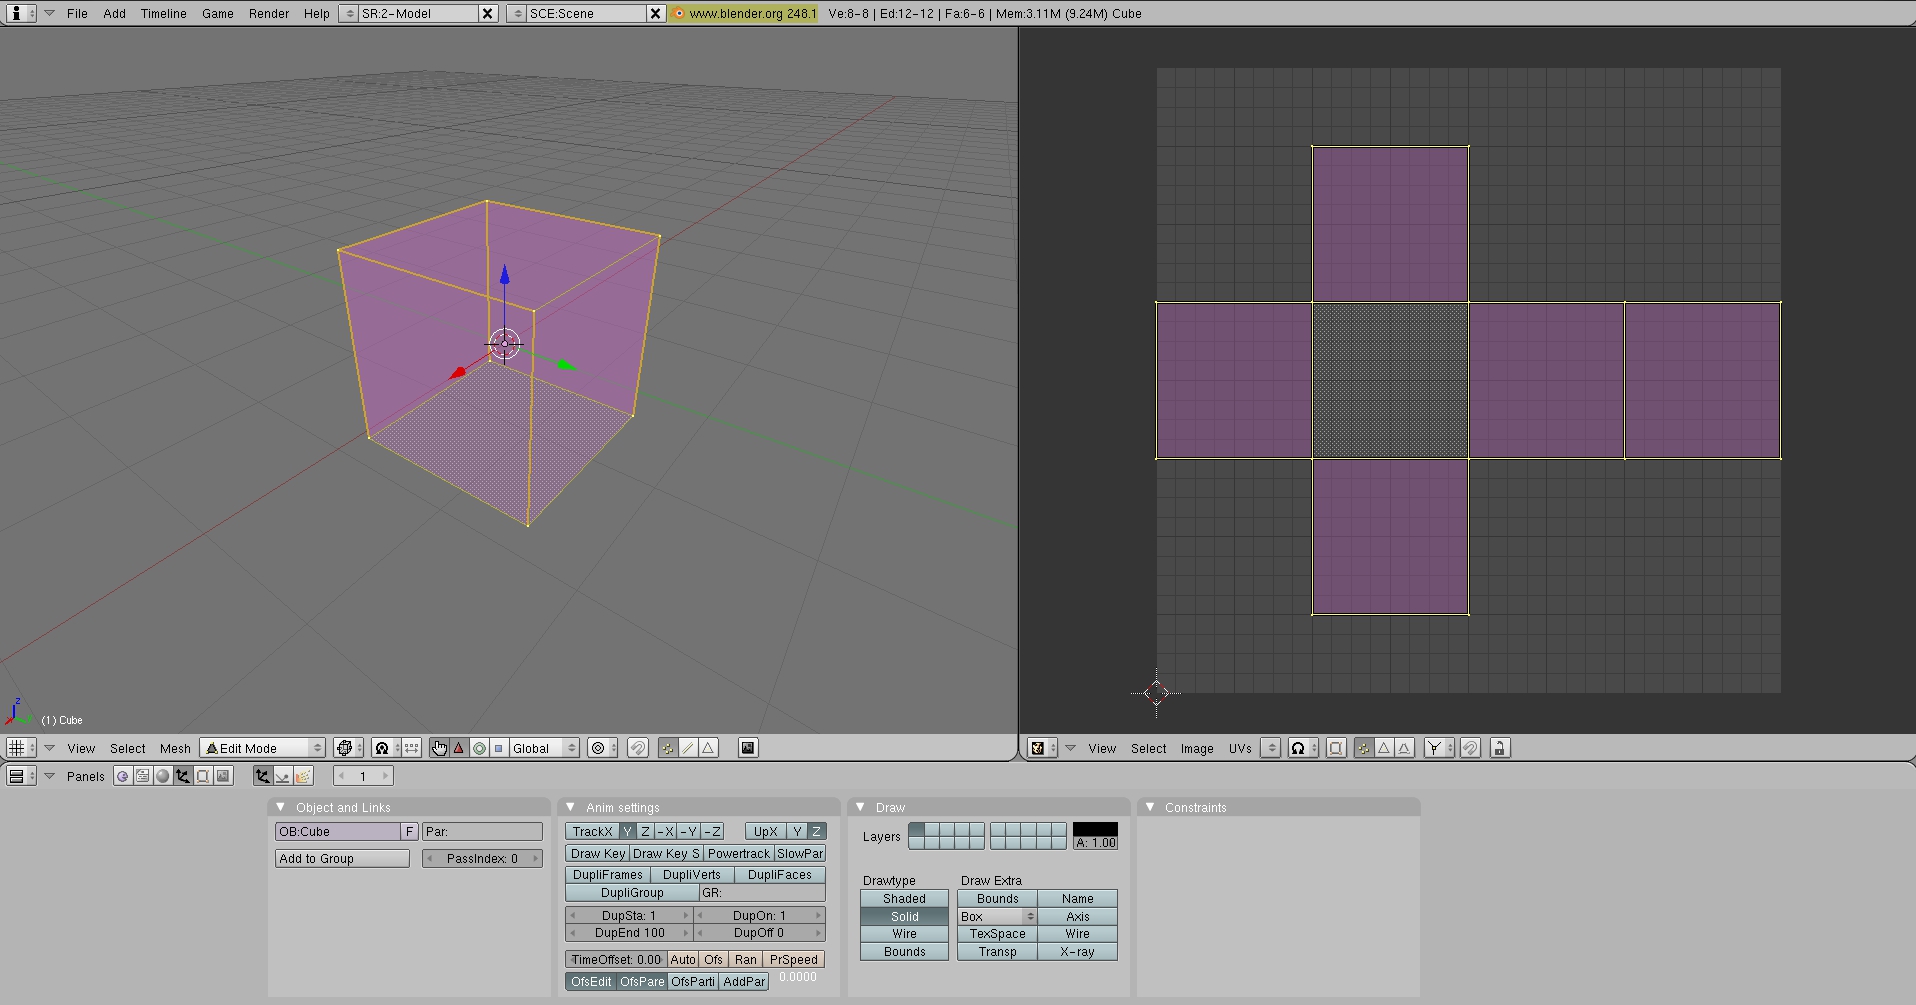 File Add Timeline Game Render Help SR:2-Model SCE:Scene www.blender.org 248.1 Ve:8-8 | Ed:12-12 | Fa:6-6 | Mem:3.11M (9.24M) Cube
z
(1) Cube
View Select Mesh Edit Mode Global
View Select Image UVs
Panels 1
Object and Links
OB:Cube F Par:
Add to Group PassIndex: 0
Anim settings
TrackX Y Z -X -Y -Z UpX Y Z
Draw Key Draw Key S Powertrack SlowPar
DupliFrames DupliVerts DupliFaces
DupliGroup GR:
DupSta: 1 DupOn: 1
DupEnd 100 DupOff 0
TimeOffset: 0.00 Auto Ofs Ran PrSpeed
OfsEdit OfsPare OfsParti AddPar 0.0000
Draw
Layers A: 1.00
Drawtype Draw Extra
Shaded Bounds Name
Solid Box Axis
Wire TexSpace Wire
Bounds Transp X-ray
Constraints